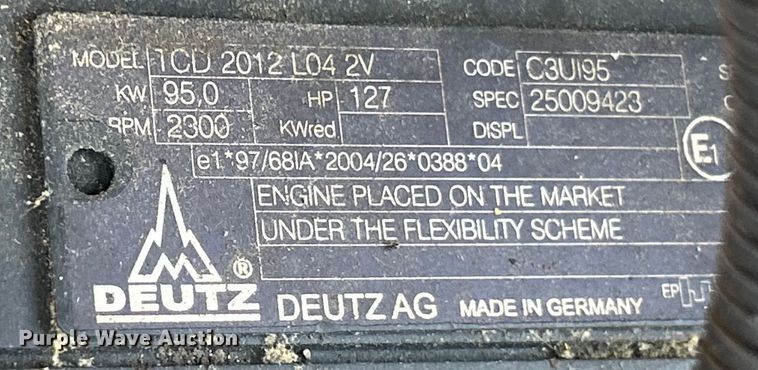 MODEL TCD 2012 L04 2V CODE C3UI95
KW 95,0 HP 127 SPEC 25009423
RPM 2300 KWred DISPL
e1*97/68IA*2004/26*0388*04 E1
ENGINE PLACED ON THE MARKET
UNDER THE FLEXIBILITY SCHEME
DEUTZ ® DEUTZ AG MADE IN GERMANY EP
Purple Wave Auction